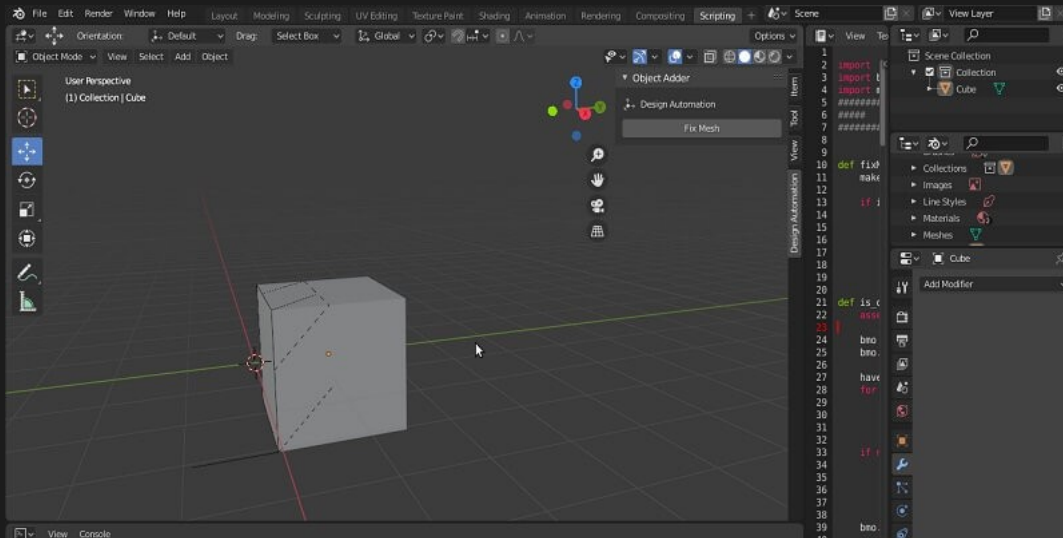 File Edit Render Window Help Layout Modeling Sculpting UV Editing Texture Paint Shading Animation Rendering Compositing Scripting + Scene View Layer
Orientation: Default Drag: Select Box Global Options View
Object Mode View Select Add Object
User Perspective
(1) Collection | Cube
Object Adder
Design Automation
Fix Mesh
Item
Tool
View
Design Automation
Z
Y
X
1
2 import
3 import
4 import
5 ########
6 #####
7 ########
8
9
10 def
11 make
12
13 if
14
15
16
17
18
19
20
21 def
22
23
24 bmo
25 bmo.
26
27 have
28 for
29
30
31
32
33 if
34
35
36
37
38
39 bmo.
Scene Collection
Collection
Cube
Collections
Images
Line Styles
Materials
Meshes
Cube
Add Modifier
View Console